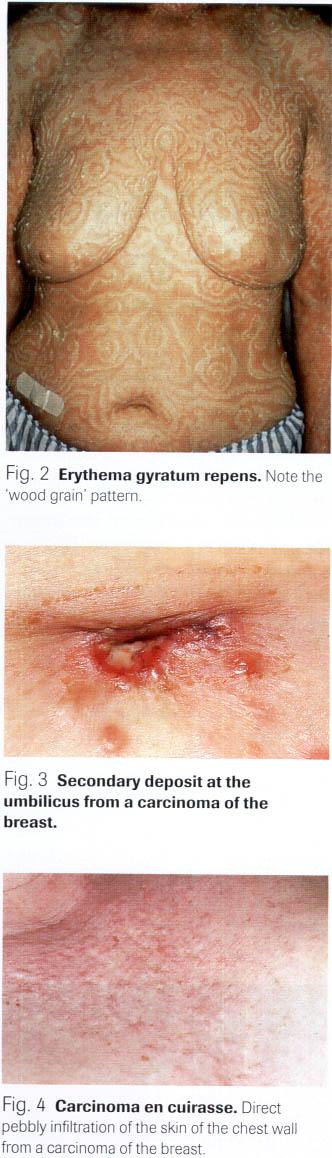 Fig. 2 Erythema gyratum repens. Note the
‘wood grain’ pattern.
Fig. 3 Secondary deposit at the
umbilicus from a carcinoma of the
breast.
Fig. 4 Carcinoma en cuirasse. Direct
pebbly infiltration of the skin of the chest wall
from a carcinoma of the breast.